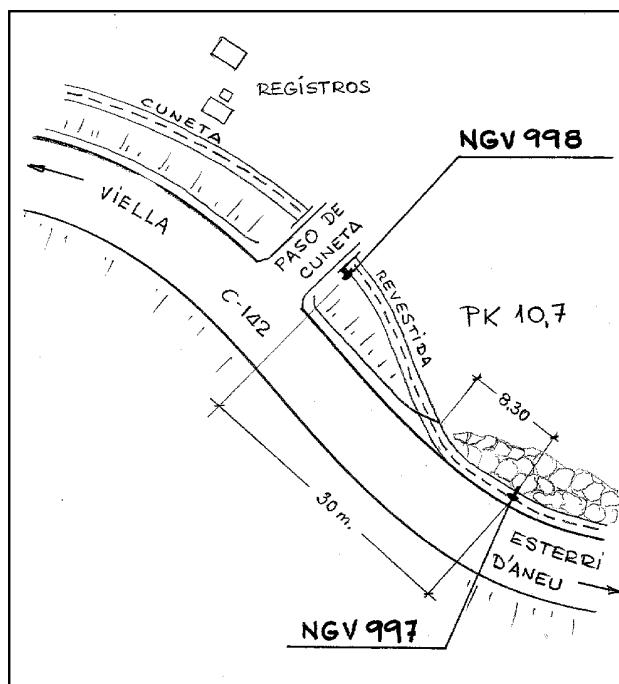 REGÍSTROS
CUNETA
NGV 998
VIELLA
PASO DE
CUNETA
REVESTIDA
C-142
PK 10,7
8.30
30 m.
ESTERRI
D'ANEU
NGV 997